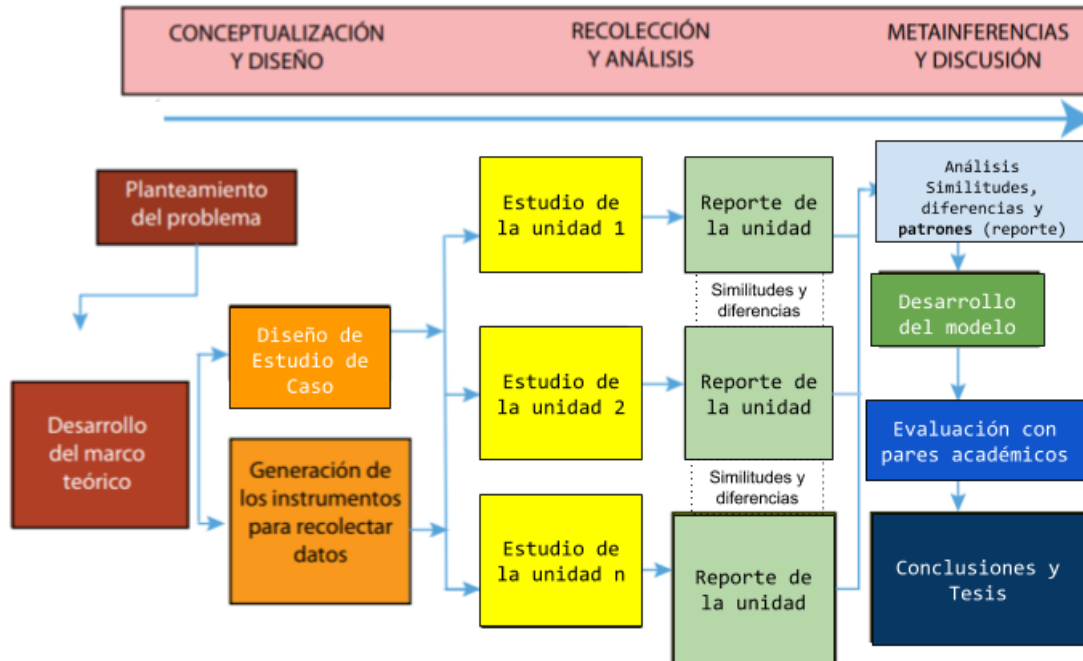 CONCEPTUALIZACIÓN
Y DISEÑO
RECOLECCIÓN
Y ANÁLISIS
METAINFERENCIAS
Y DISCUSIÓN
Planteamiento
del problema
Desarrollo
del marco
teórico
Diseño de
Estudio de
Caso
Generación de
los instrumentos
para recolectar
datos
Estudio de
la unidad 1
Estudio de
la unidad 2
Estudio de
la unidad n
Reporte de
la unidad
Similitudes y
diferencias
Reporte de
la unidad
Similitudes y
diferencias
Reporte de
la unidad
Análisis
Similitudes,
diferencias y
patrones (reporte)
Desarrollo
del modelo
Evaluación con
pares académicos
Conclusiones y
Tesis